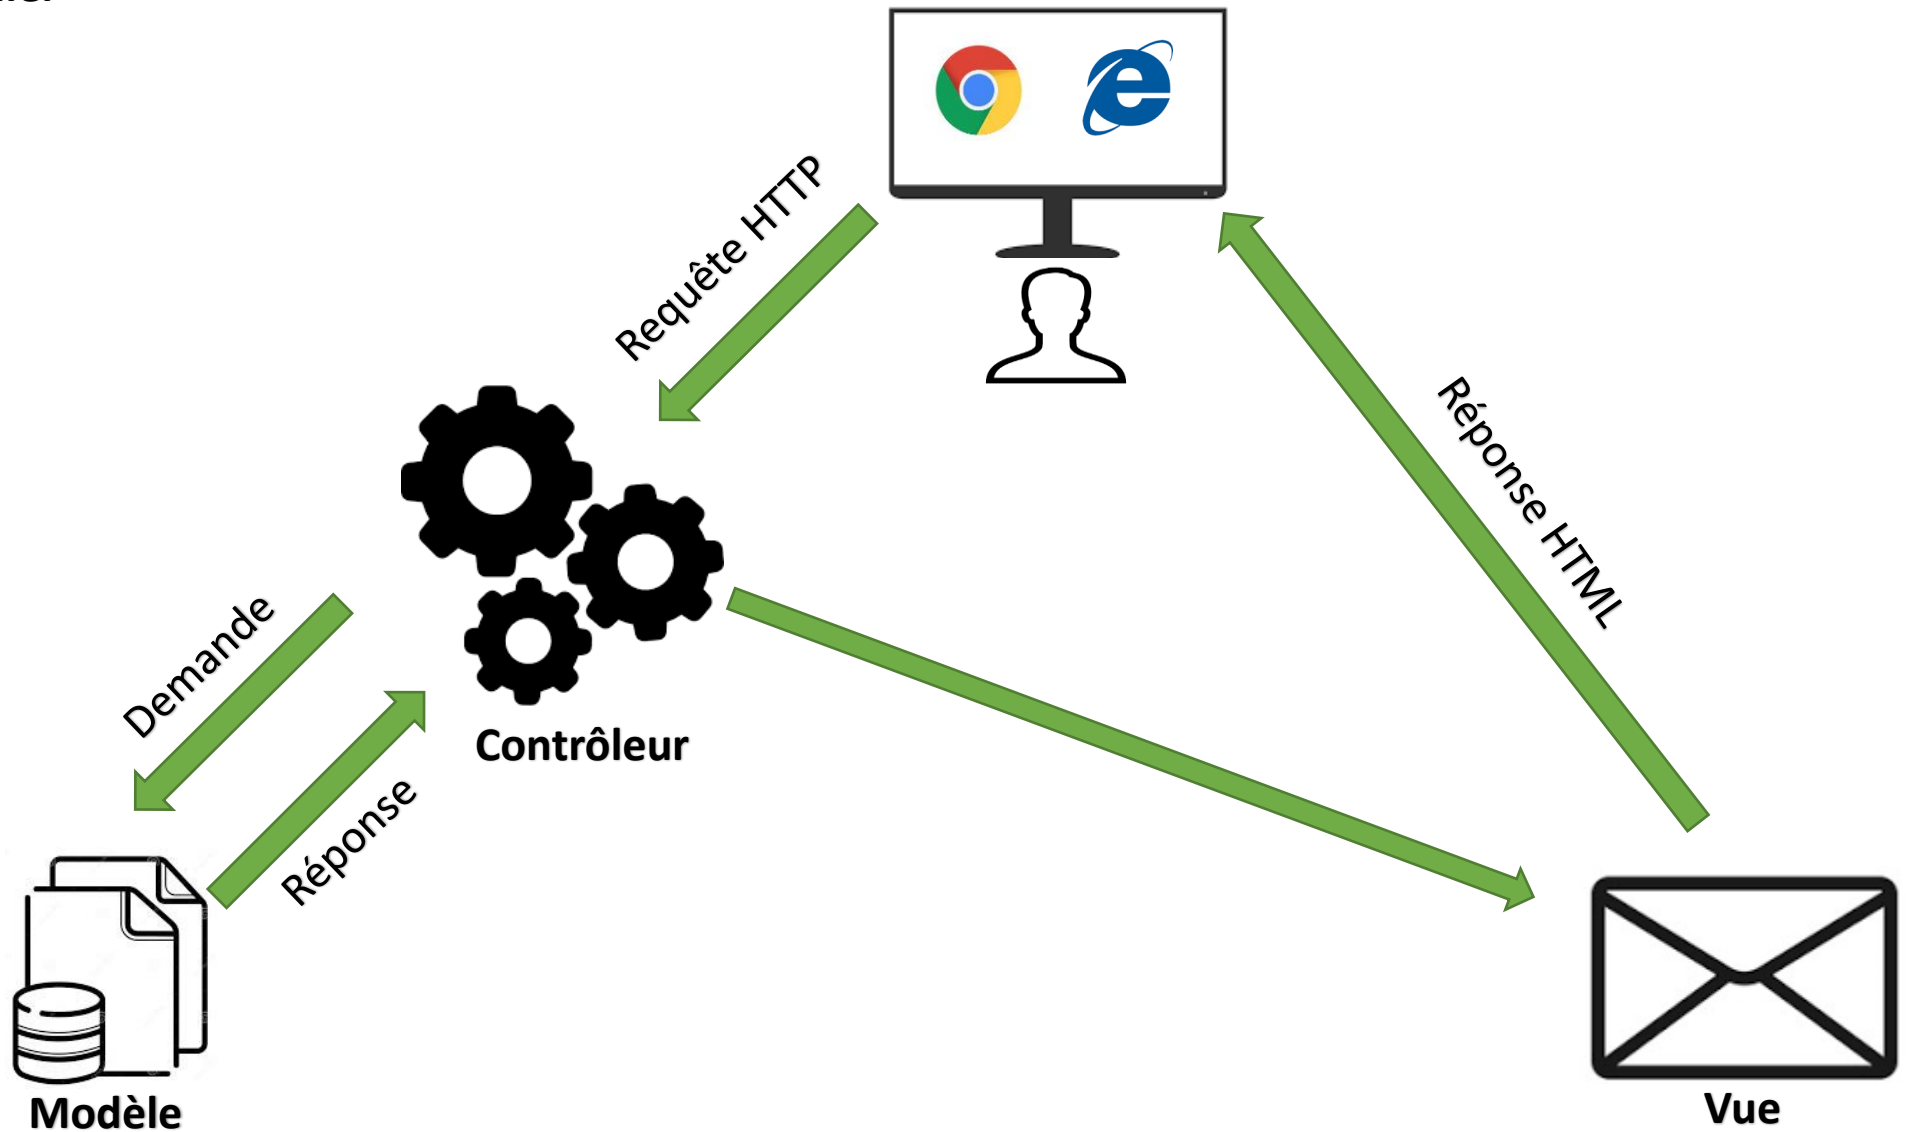 Requête HTTP
Réponse HTML
Demande
Réponse
Contrôleur
Modèle
Vue